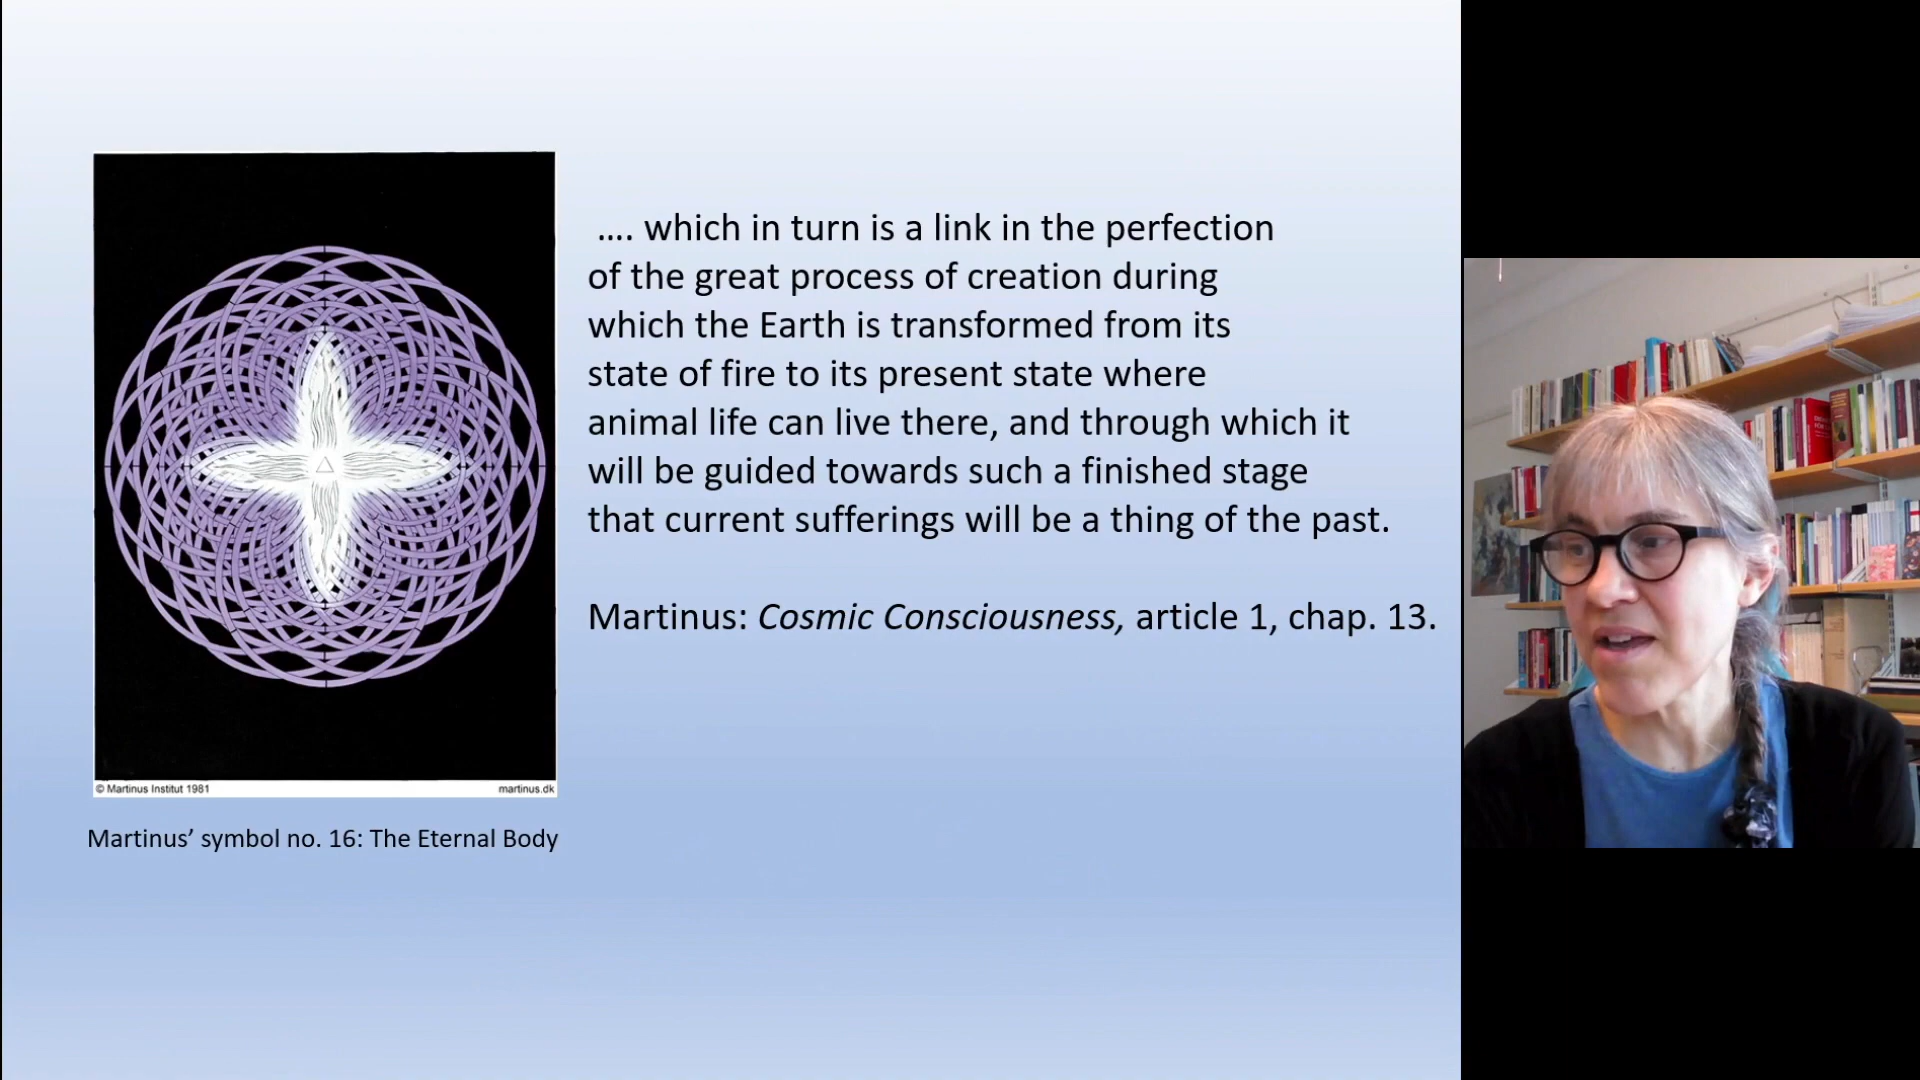 …. which in turn is a link in the perfection
of the great process of creation during
which the Earth is transformed from its
state of fire to its present state where
animal life can live there, and through which it
will be guided towards such a finished stage
that current sufferings will be a thing of the past.
Martinus: Cosmic Consciousness, article 1, chap. 13.
© Martinus Institut 1981
martinus.dk
Martinus’ symbol no. 16: The Eternal Body